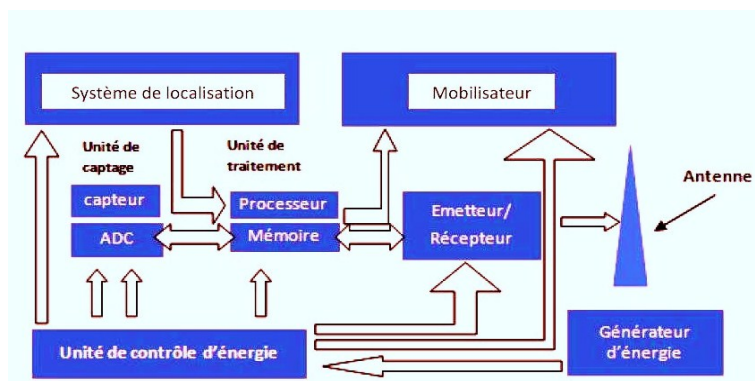 Système de localisation
Mobilisateur
Unité de
captage
Unité de
traitement
capteur
ADC
Processeur
Mémoire
Emetteur/
Récepteur
Antenne
Unité de contrôle d'énergie
Générateur
d'énergie